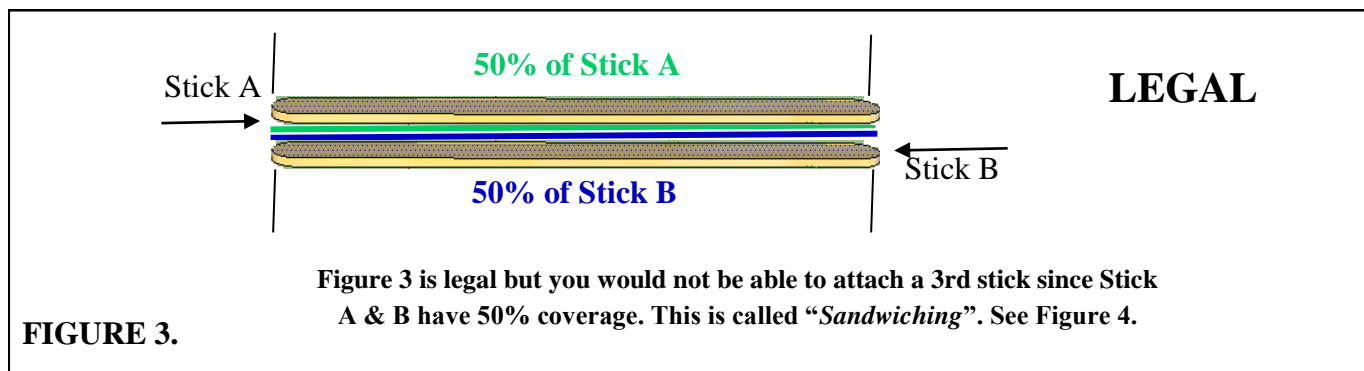 50% of Stick A
LEGAL
Stick A
Stick B
50% of Stick B
Figure 3 is legal but you would not be able to attach a 3rd stick since Stick
A & B have 50% coverage. This is called “Sandwiching”. See Figure 4.
FIGURE 3.